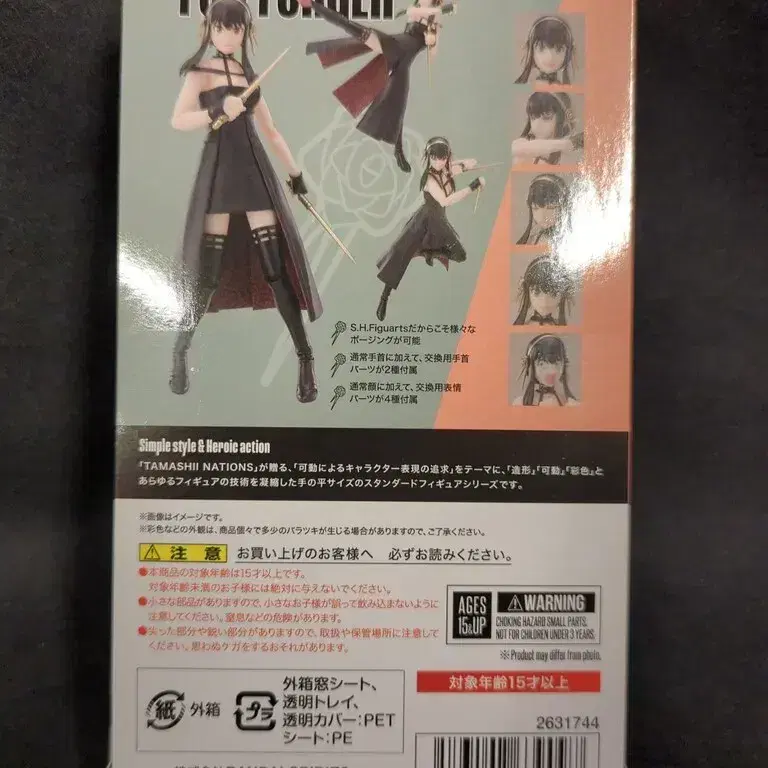 YOR FORGER
S.H.Figuartsだからこそ様々な
ポージングが可能
通常手首に加えて、交換用手首
パーツが2種付属
通常顔に加えて、交換用表情
パーツが4種付属
Simple style & Heroic action
「TAMASHII NATIONS」が贈る、「可動によるキャラクター表現の追求」をテーマに、「造形」「可動」「彩色」と
あらゆるフィギュアの技術を凝縮した手の平サイズのスタンダードフィギュアシリーズです。
※画像はイメージです。
※彩色などの外観は、商品個々で多少のバラツキが生じる場合がありますので、ご了承ください。
注意 お買い上げのお客様へ 必ずお読みください。
●本商品の対象年齢は15才以上です。
対象年齢未満のお子様には絶対に与えないでください。
●小さな部品がありますので、小さなお子様が誤って飲み込まないように
注意してください。窒息などの危険があります。
●尖った部分や鋭い部分がありますので、取扱や保管場所に注意して
ください。思わぬケガをするおそれがあります。
AGES
15&UP
WARNING
CHOKING HAZARD SMALL PARTS.
NOT FOR CHILDREN UNDER 3 YEARS.
※ Product may differ from photo.
対象年齢15才以上
紙 外箱
プラ
外箱窓シート、
透明トレイ、
透明カバー:PET
シート:PE
2631744